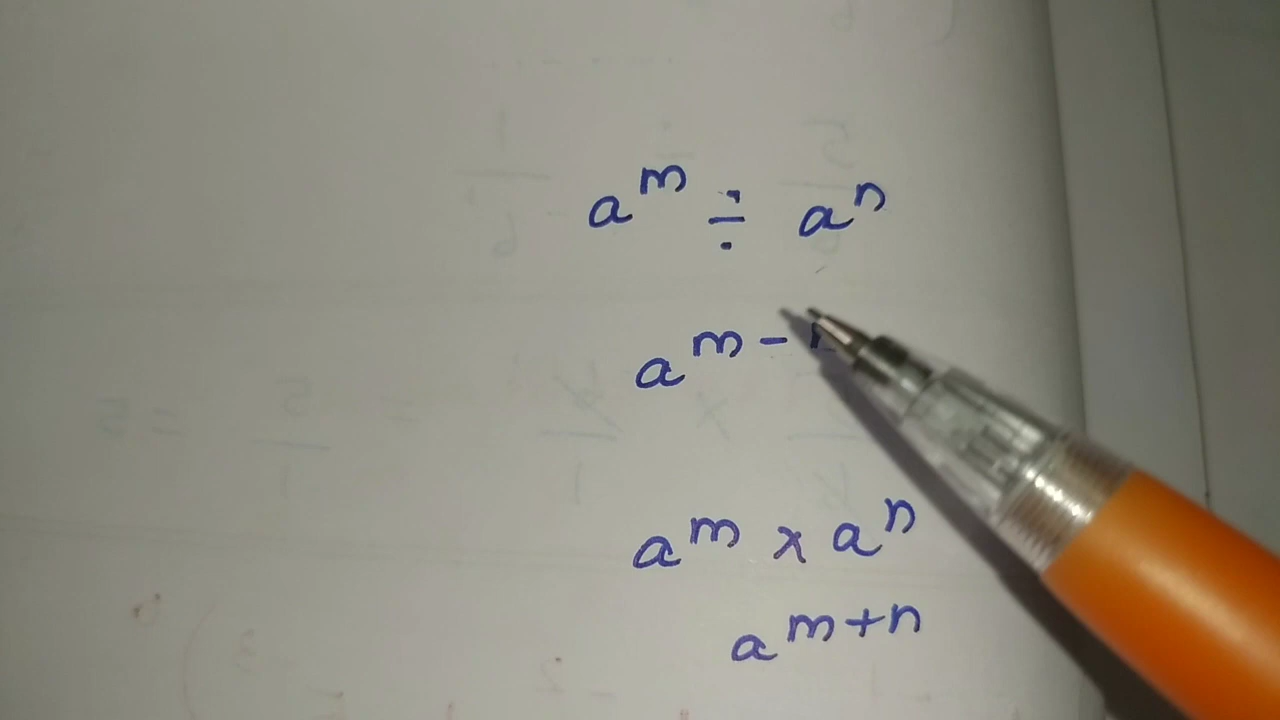 aᵐ ÷ aⁿ
aᵐ⁻
aᵐ × aⁿ
aᵐ⁺ⁿ